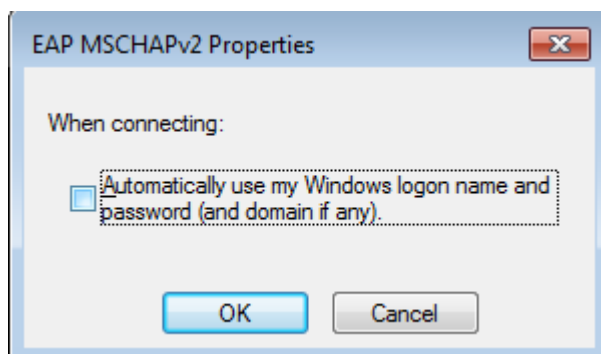 EAP MSCHAPv2 Properties
When connecting:
Automatically use my Windows logon name and
password (and domain if any).
OK
Cancel